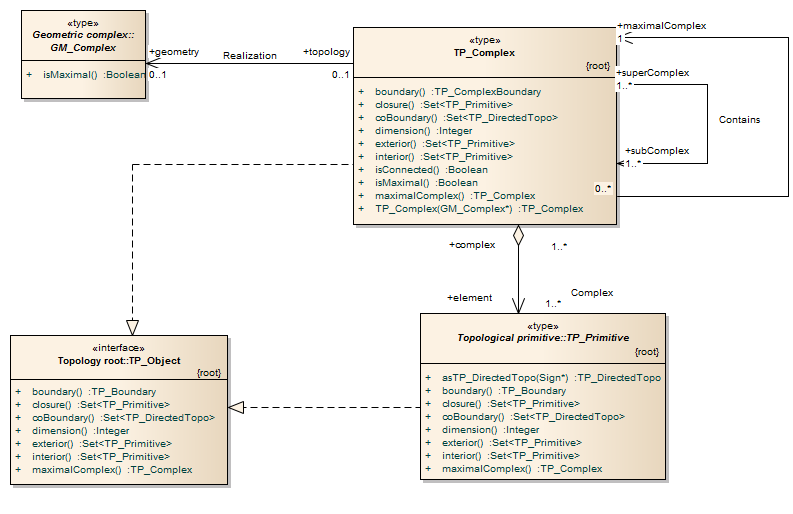 «type»
Geometric complex::
GM_Complex
+ isMaximal() :Boolean
+geometry
0..1
Realization
+topology
0..1
«type»
TP_Complex
{root}
+ boundary() :TP_ComplexBoundary
+ closure() :Set<TP_Primitive>
+ coBoundary() :Set<TP_DirectedTopo>
+ dimension() :Integer
+ exterior() :Set<TP_Primitive>
+ interior() :Set<TP_Primitive>
+ isConnected() :Boolean
+ isMaximal() :Boolean
+ maximalComplex() :TP_Complex
+ TP_Complex(GM_Complex*) :TP_Complex
+maximalComplex
1
+superComplex
1..*
Contains
+subComplex
1..*
0..*
+complex
1..*
+element
Complex
1..*
«interface»
Topology root::TP_Object
{root}
+ boundary() :TP_Boundary
+ closure() :Set<TP_Primitive>
+ coBoundary() :Set<TP_DirectedTopo>
+ dimension() :Integer
+ exterior() :Set<TP_Primitive>
+ interior() :Set<TP_Primitive>
+ maximalComplex() :TP_Complex
«type»
Topological primitive::TP_Primitive
{root}
+ asTP_DirectedTopo(Sign*) :TP_DirectedTopo
+ boundary() :TP_Boundary
+ closure() :Set<TP_Primitive>
+ coBoundary() :Set<TP_DirectedTopo>
+ dimension() :Integer
+ exterior() :Set<TP_Primitive>
+ interior() :Set<TP_Primitive>
+ maximalComplex() :TP_Complex